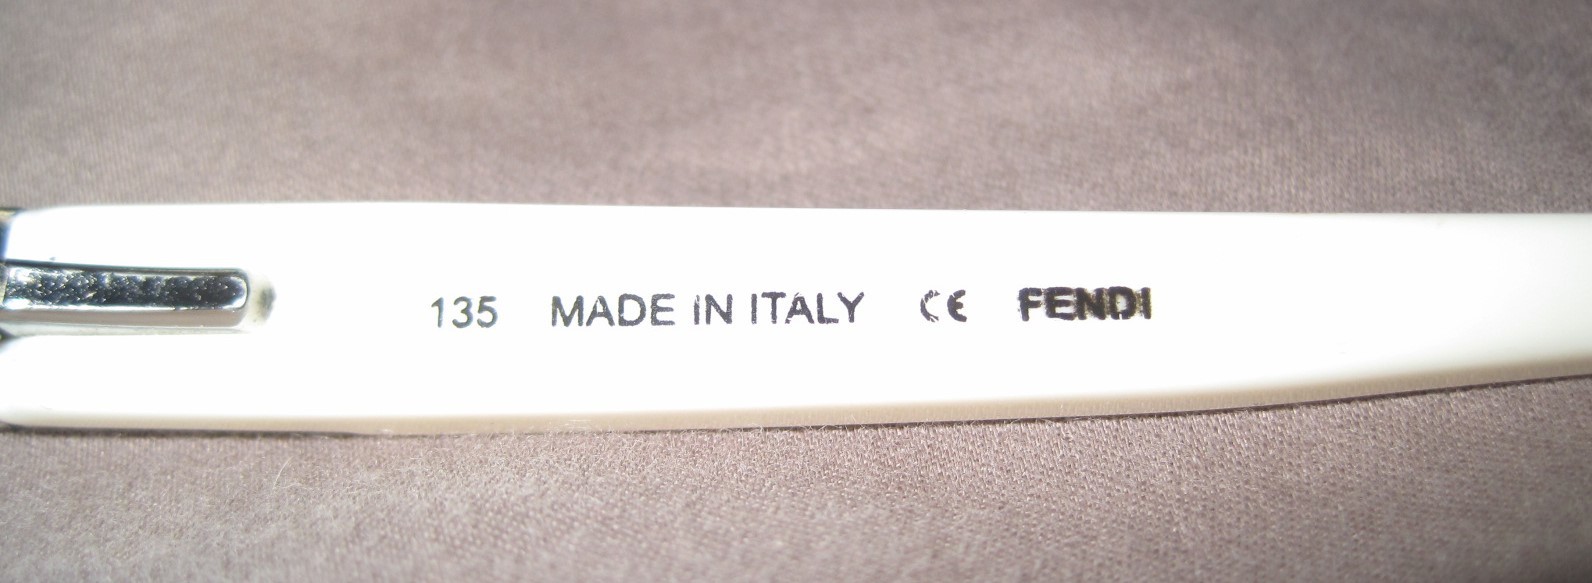 135 MADE IN ITALY CE FENDI